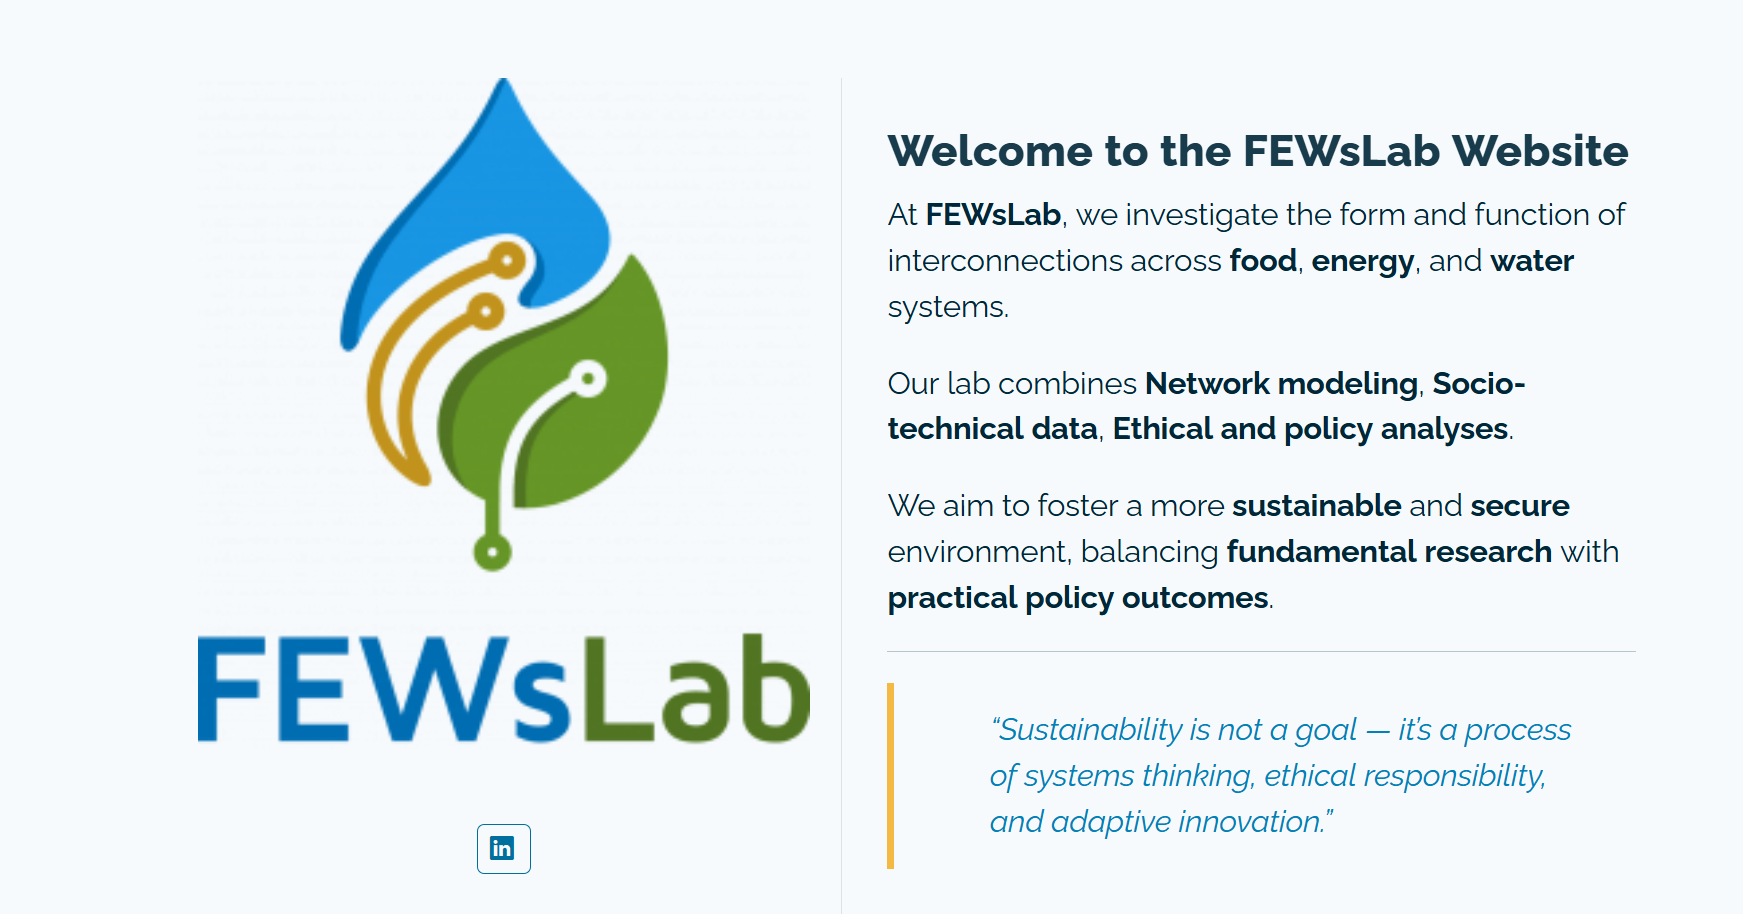 FEWsLab
in
Welcome to the FEWsLab Website
At FEWsLab, we investigate the form and function of
interconnections across food, energy, and water
systems.
Our lab combines Network modeling, Socio-
technical data, Ethical and policy analyses.
We aim to foster a more sustainable and secure
environment, balancing fundamental research with
practical policy outcomes.
“Sustainability is not a goal — it’s a process
of systems thinking, ethical responsibility,
and adaptive innovation.”